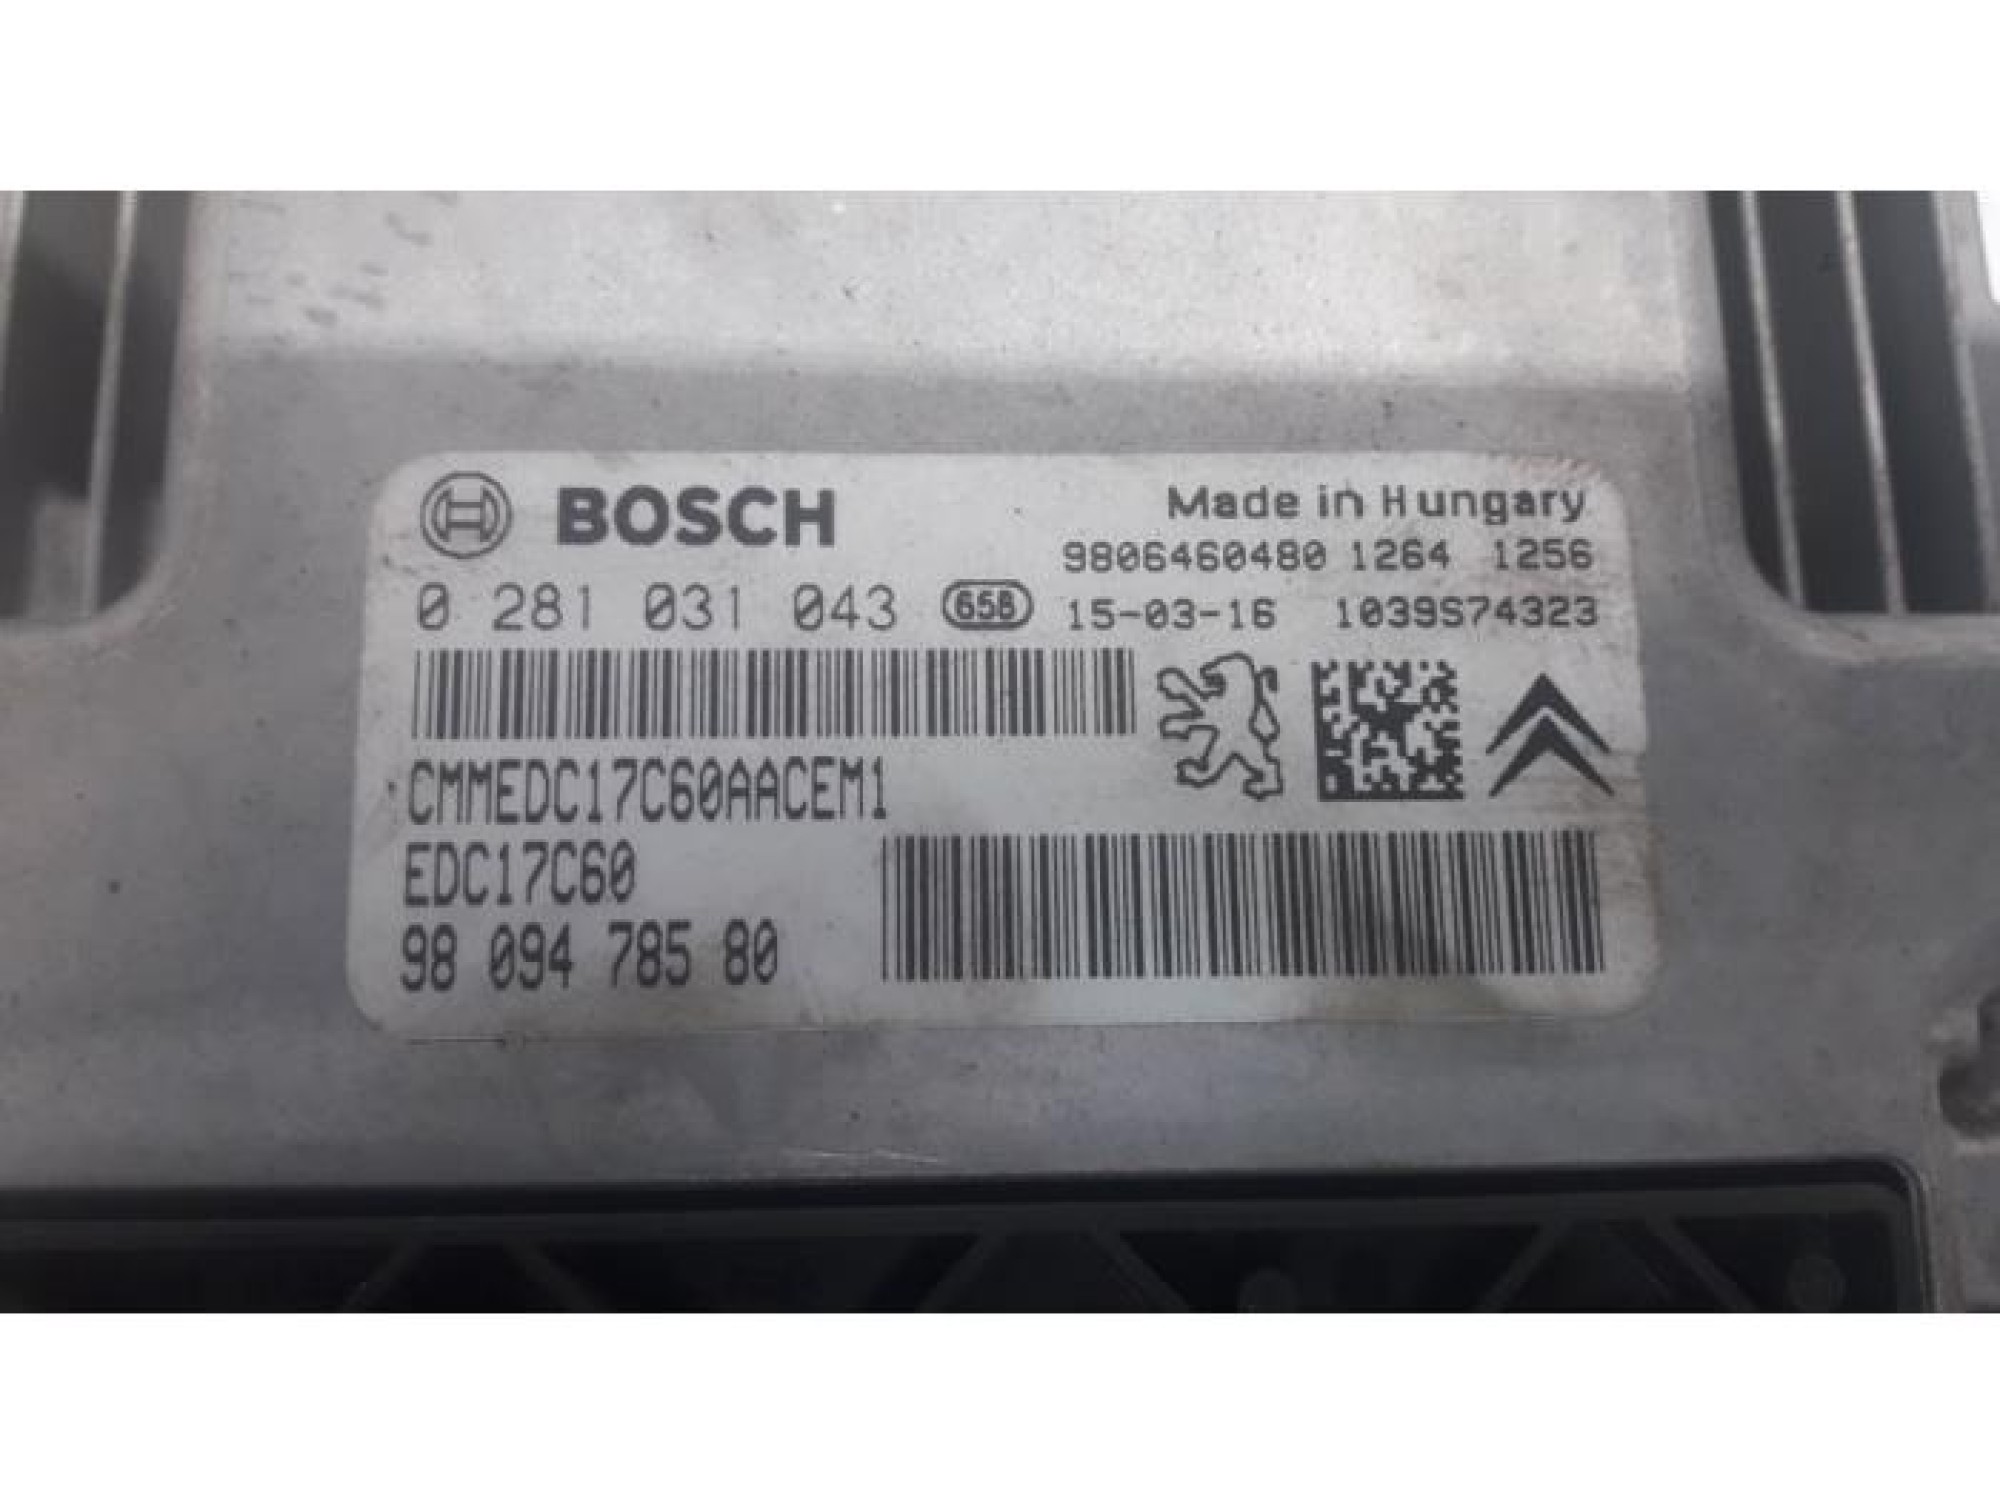 BOSCH
Made in Hungary
9806460480 1264 1256
0 281 031 043 658 15-03-16 1039S74323
CMMEDC17C60AACEM1
EDC17C60
98 094 785 80